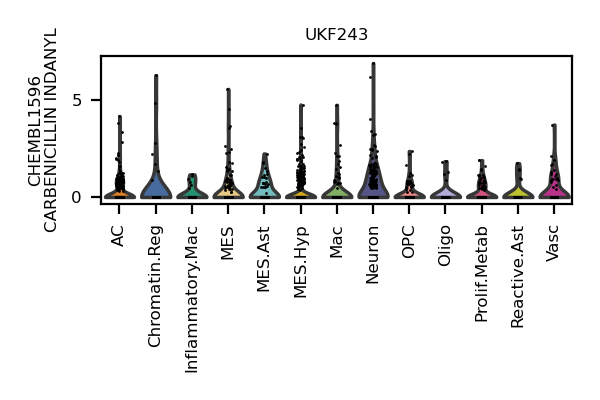 UKF243
CHEMBL1596
CARBENICILLIN INDANYL
5
0
AC
Chromatin.Reg
Inflammatory.Mac
MES
MES.Ast
MES.Hyp
Mac
Neuron
OPC
Oligo
Prolif.Metab
Reactive.Ast
Vasc